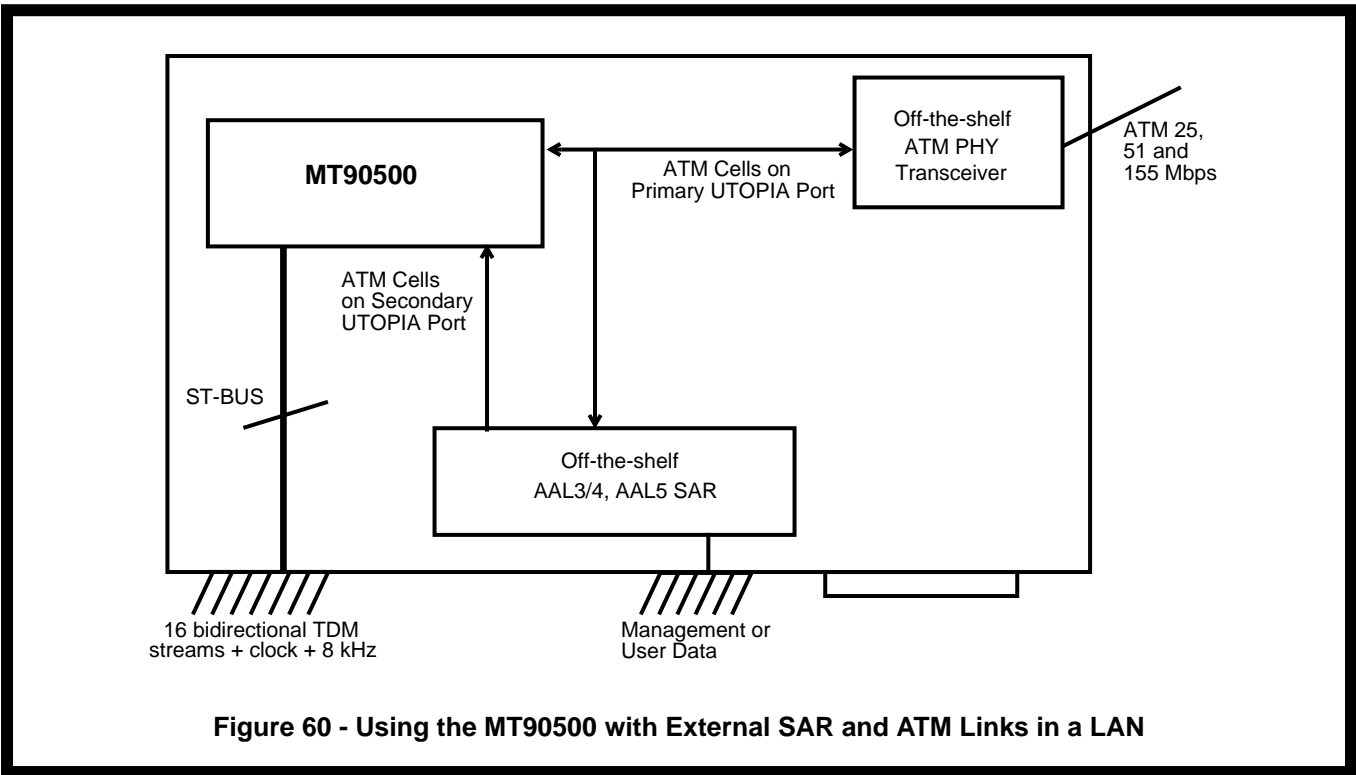 MT90500
Off-the-shelf
ATM PHY
Transceiver
ATM 25,
51 and
155 Mbps
ATM Cells on
Primary UTOPIA Port
ATM Cells
on Secondary
UTOPIA Port
ST-BUS
Off-the-shelf
AAL3/4, AAL5 SAR
16 bidirectional TDM
streams + clock + 8 kHz
Management or
User Data
Figure 60 - Using the MT90500 with External SAR and ATM Links in a LAN